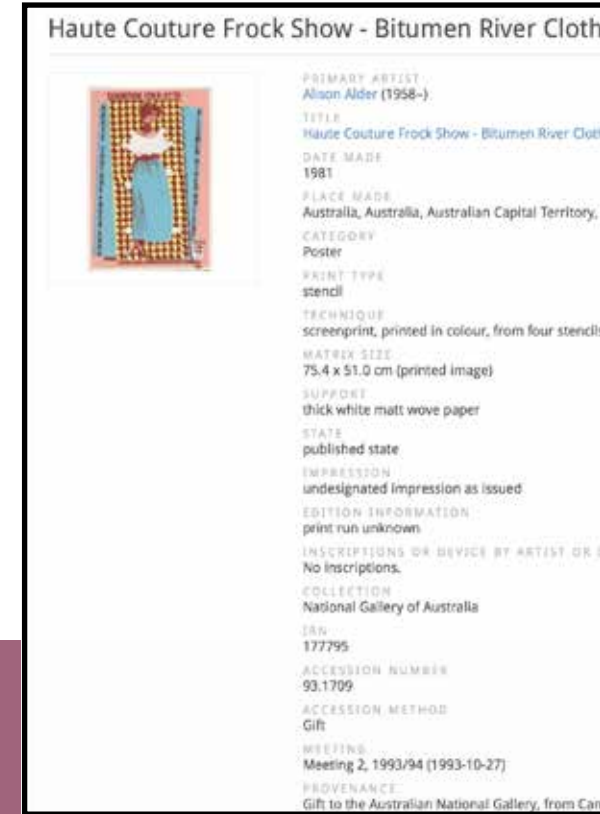 Haute Couture Frock Show - Bitumen River Cloth
PRIMARY ARTIST
Alison Alder (1958–)
TITLE
Haute Couture Frock Show - Bitumen River Cloth
DATE MADE
1981
PLACE MADE
Australia, Australia, Australian Capital Territory,
CATEGORY
Poster
PRINT TYPE
stencil
TECHNIQUE
screenprint, printed in colour, from four stencils
MATRIX SIZE
75.4 x 51.0 cm (printed image)
SUPPORT
thick white matt wove paper
STATE
published state
IMPRESSION
undesignated impression as issued
EDITION INFORMATION
print run unknown
INSCRIPTIONS OR DEVICE BY ARTIST OR
No inscriptions.
COLLECTION
National Gallery of Australia
IRN
177795
ACCESSION NUMBER
93.1709
ACCESSION METHOD
Gift
MEETING
Meeting 2, 1993/94 (1993-10-27)
PROVENANCE
Gift to the Australian National Gallery, from Can